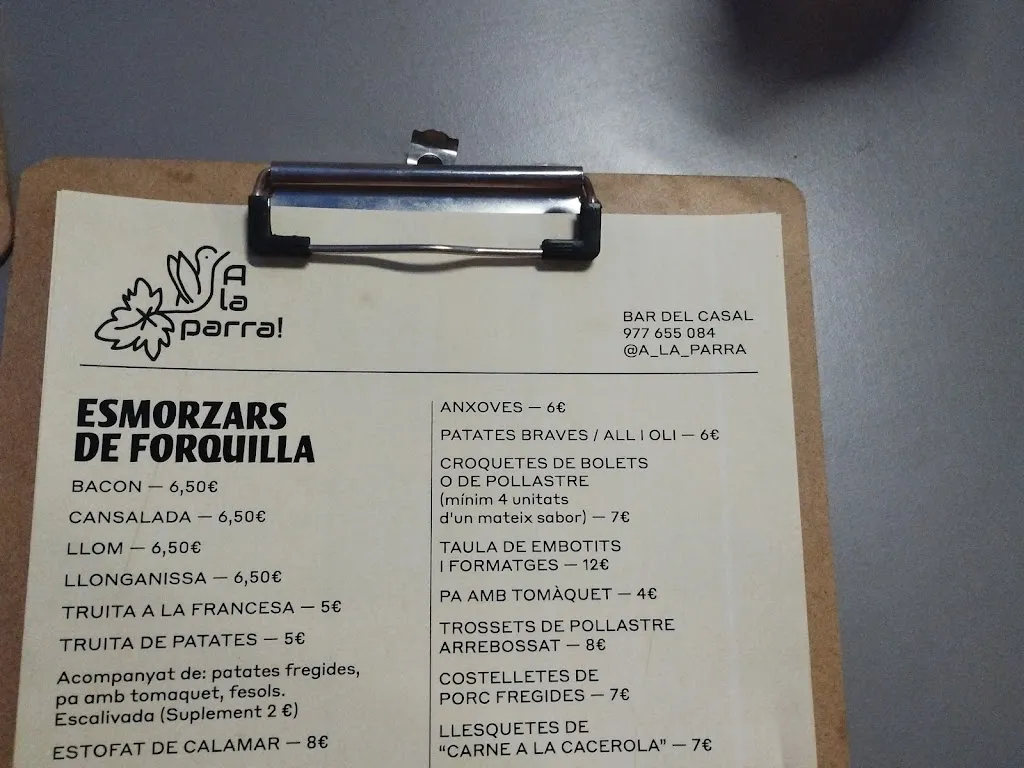 A
la
parra!
BAR DEL CASAL
977 655 084
@A_LA_PARRA
ESMORZARS
DE FORQUILLA
BACON — 6,50€
CANSALADA — 6,50€
LLOM — 6,50€
LLONGANISSA — 6,50€
TRUITA A LA FRANCESA — 5€
TRUITA DE PATATES — 5€
Acompanyat de: patates fregides,
pa amb tomaquet, fesols.
Escalivada (Suplement 2 €)
ESTOFAT DE CALAMAR — 8€
ANXOVES — 6€
PATATES BRAVES / ALL I OLI — 6€
CROQUETES DE BOLETS
O DE POLLASTRE
(mínim 4 unitats
d'un mateix sabor) — 7€
TAULA DE EMBOTITS
I FORMATGES — 12€
PA AMB TOMÀQUET — 4€
TROSSETS DE POLLASTRE
ARREBOSSAT — 8€
COSTELLETES DE
PORC FREGIDES — 7€
LLESQUETES DE
“CARNE A LA CACEROLA” — 7€